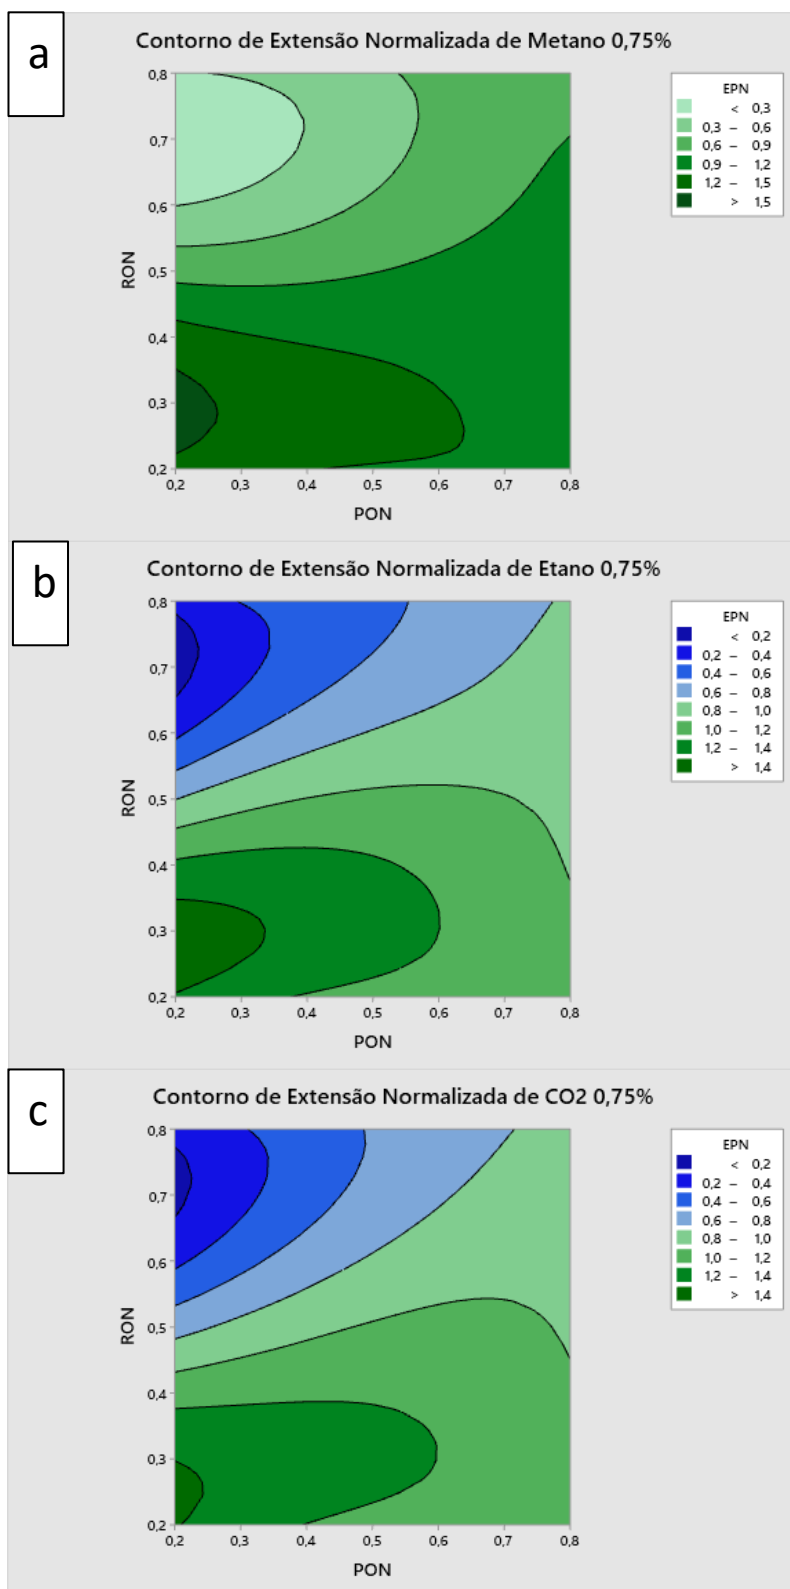 a
Contorno de Extensão Normalizada de Metano 0,75%
EPN
< 0,3
0,3 – 0,6
0,6 – 0,9
0,9 – 1,2
1,2 – 1,5
> 1,5
0,8
0,7
0,6
0,5
0,4
0,3
0,2
RON
0,2 0,3 0,4 0,5 0,6 0,7 0,8
PON
b
Contorno de Extensão Normalizada de Etano 0,75%
EPN
< 0,2
0,2 – 0,4
0,4 – 0,6
0,6 – 0,8
0,8 – 1,0
1,0 – 1,2
1,2 – 1,4
> 1,4
0,8
0,7
0,6
0,5
0,4
0,3
0,2
RON
0,2 0,3 0,4 0,5 0,6 0,7 0,8
PON
c
Contorno de Extensão Normalizada de CO2 0,75%
EPN
< 0,2
0,2 – 0,4
0,4 – 0,6
0,6 – 0,8
0,8 – 1,0
1,0 – 1,2
1,2 – 1,4
> 1,4
0,8
0,7
0,6
0,5
0,4
0,3
0,2
RON
0,2 0,3 0,4 0,5 0,6 0,7 0,8
PON